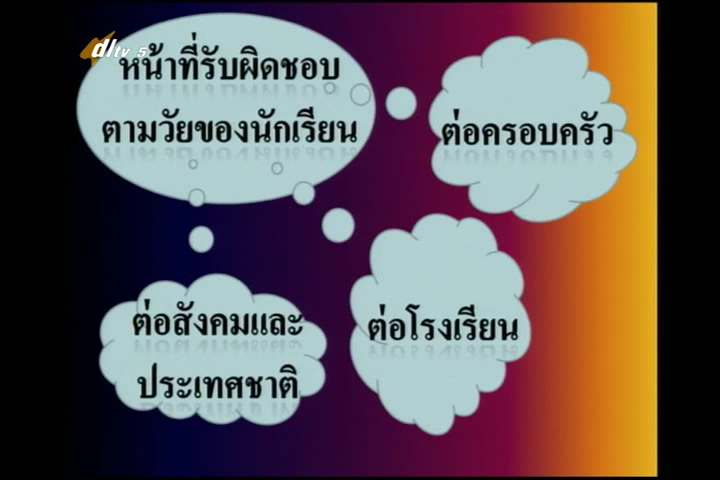 dltv 5
หน้าที่รับผิดชอบ
ตามวัยของนักเรียน
ต่อครอบครัว
ต่อสังคมและ
ประเทศชาติ
ต่อโรงเรียน